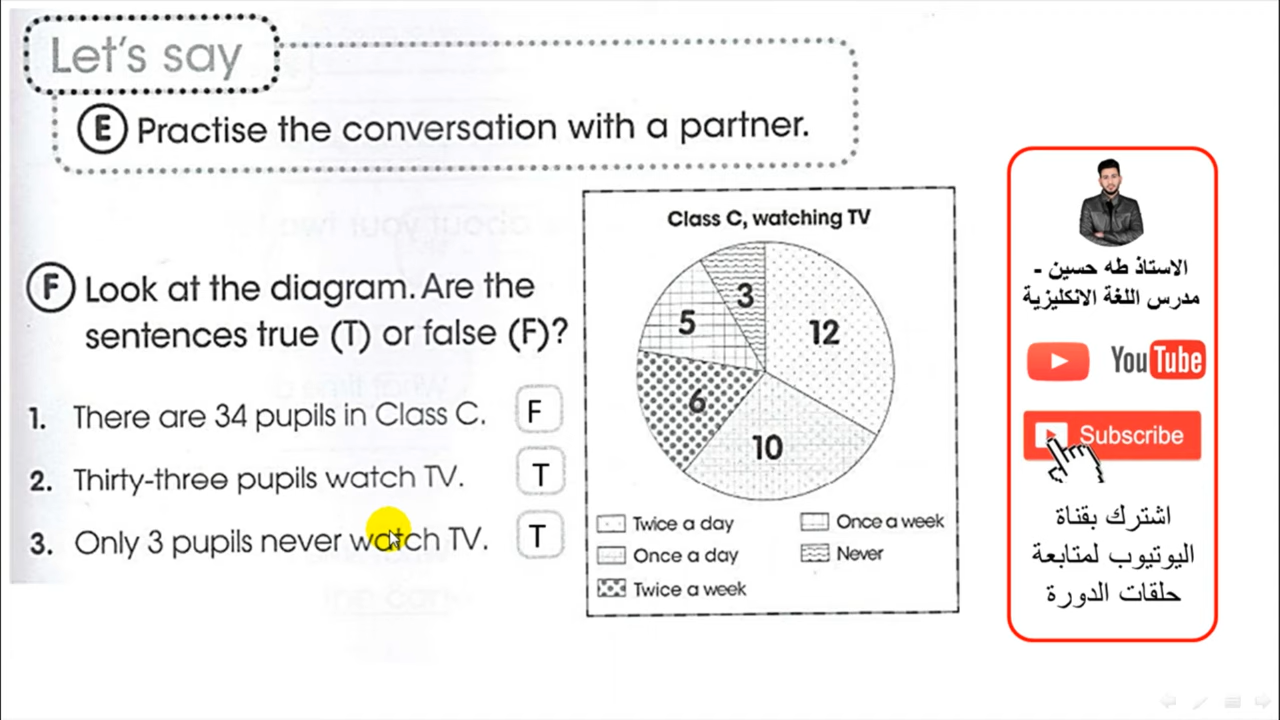 Let's say
E Practise the conversation with a partner.
F Look at the diagram. Are the
sentences true (T) or false (F)?
1. There are 34 pupils in Class C. F
2. Thirty-three pupils watch TV. T
3. Only 3 pupils never watch TV. T
Class C, watching TV
3
5
12
6
10
Twice a day
Once a day
Twice a week
Once a week
Never
الاستاذ طه حسين -
مدرس اللغة الانكليزية
YouTube
Subscribe
اشترك بقناة
اليوتيوب لمتابعة
حلقات الدورة